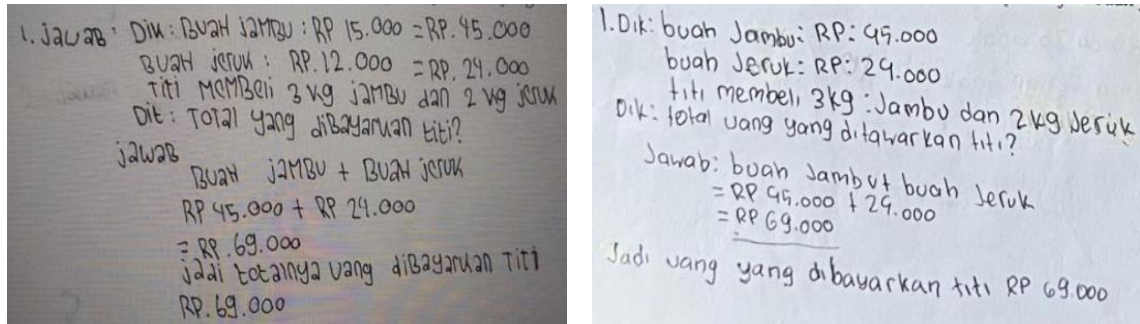 1. Jawab : Dik : BUAH JAMBU : RP 15.000 = RP. 45.000
BUAH jeruk : RP. 12.000 = RP. 24.000
Titi MEMBeli 3 kg JAMBU dan 2 kg jeruk
Dit : ToTAl yang diBAyarkan titi?
jawab
BUAH JAMBU + BUAH jeruk
RP 45.000 + RP 24.000
= RP. 69.000
jadi totalnya uang diBAyarkan TiTi
RP. 69.000
1. Dik: buah Jambu: RP: 45.000
buah Jeruk: RP: 24.000
titi membeli 3kg : Jambu dan 2kg Jeruk
Dik: total uang yang ditawarkan titi?
Jawab: buah Jambu + buah Jeruk
= RP 45.000 + 24.000
= RP 69.000
Jadi uang yang dibayarkan titi RP 69.000